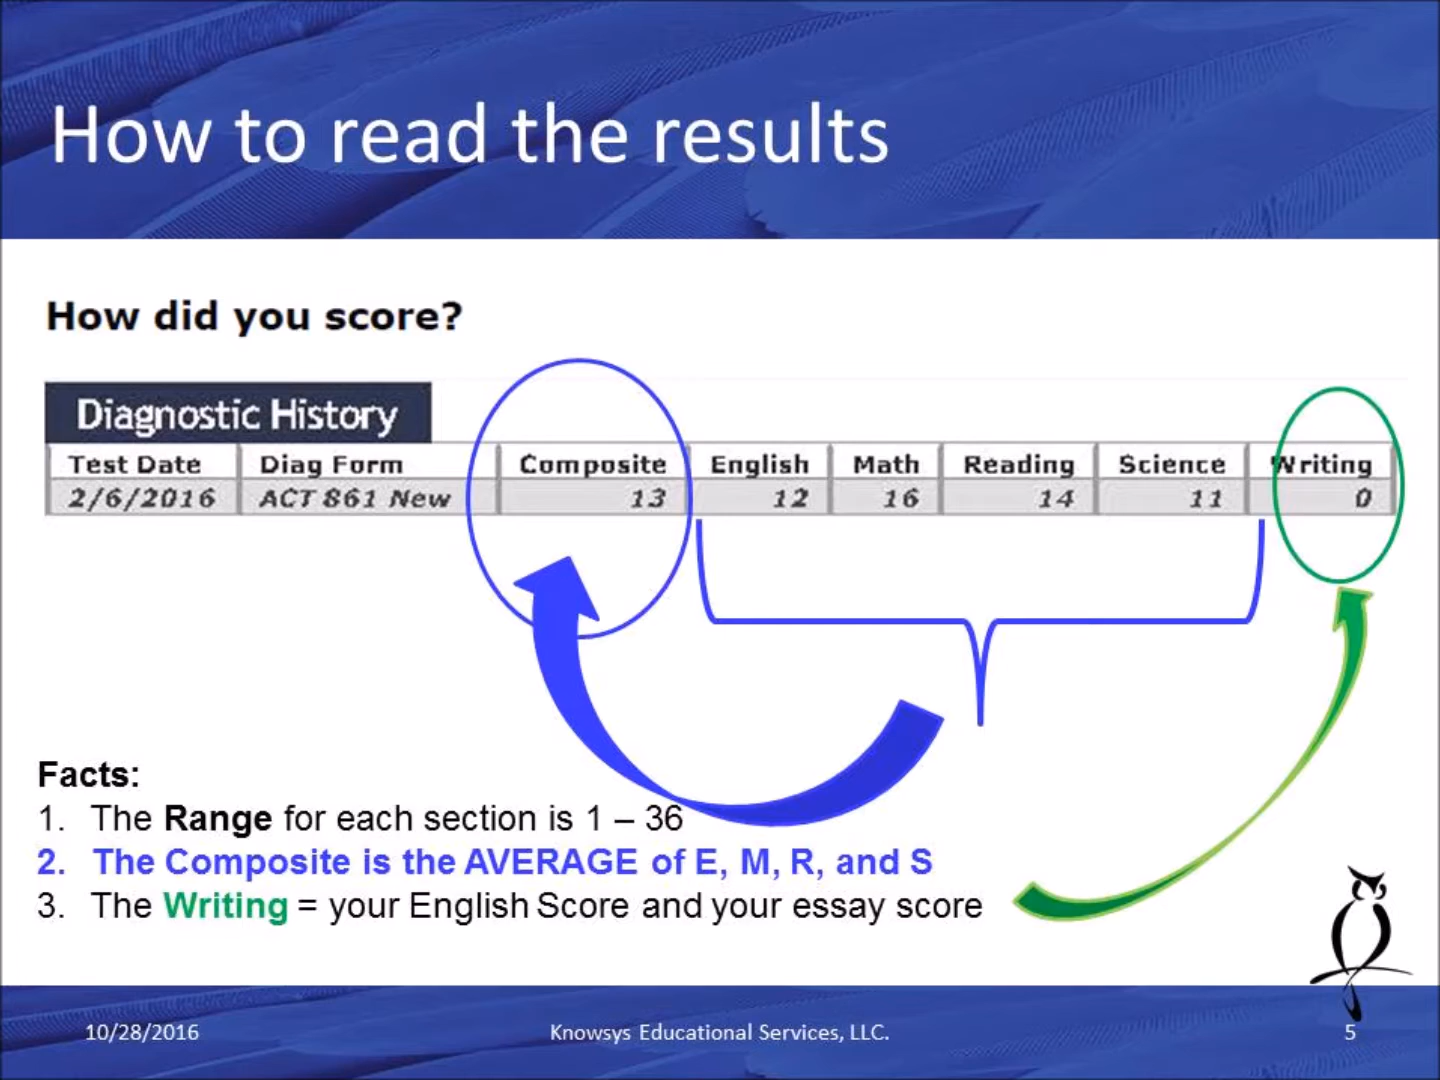 How to read the results
How did you score?
Diagnostic History
Test Date Diag Form Composite English Math Reading Science Writing
2/6/2016 ACT 861 New 13 12 16 14 11 0
Facts:
1. The Range for each section is 1 – 36
2. The Composite is the AVERAGE of E, M, R, and S
3. The Writing = your English Score and your essay score
10/28/2016 Knowsys Educational Services, LLC. 5